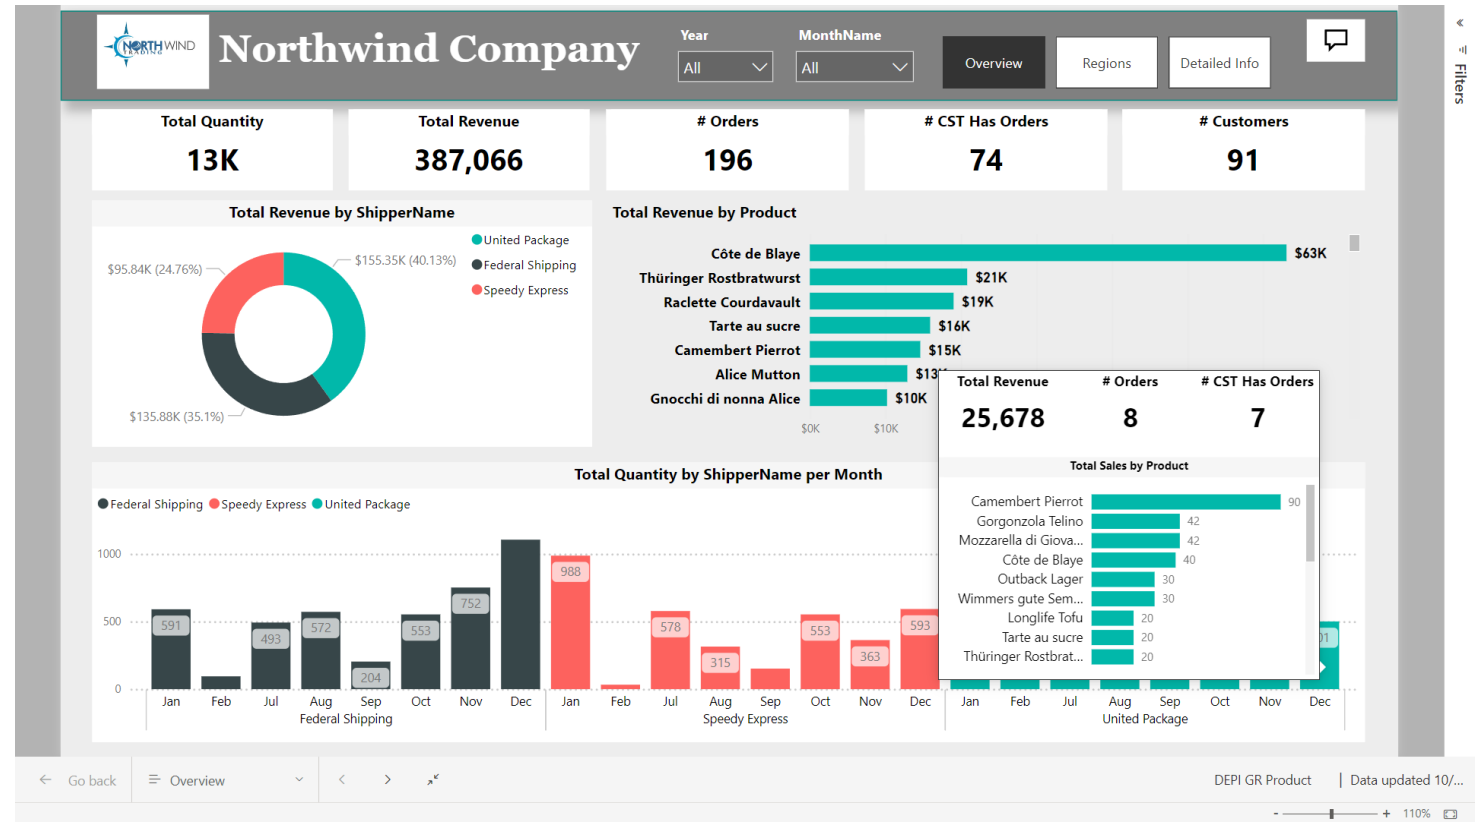 NORTHWIND
TRADING
Northwind Company
Year
MonthName
All
All
Overview
Regions
Detailed Info
Filters
Total Quantity
13K
Total Revenue
387,066
# Orders
196
# CST Has Orders
74
# Customers
91
Total Revenue by ShipperName
United Package
Federal Shipping
Speedy Express
$95.84K (24.76%)
$155.35K (40.13%)
$135.88K (35.1%)
Total Revenue by Product
Côte de Blaye $63K
Thüringer Rostbratwurst $21K
Raclette Courdavault $19K
Tarte au sucre $16K
Camembert Pierrot $15K
Alice Mutton
Gnocchi di nonna Alice $10K
$0K $10K
Total Revenue # Orders # CST Has Orders
25,678 8 7
Total Sales by Product
Camembert Pierrot 90
Gorgonzola Telino 42
Mozzarella di Giova... 42
Côte de Blaye 40
Outback Lager 30
Wimmers gute Sem... 30
Longlife Tofu 20
Tarte au sucre 20
Thüringer Rostbrat... 20
Total Quantity by ShipperName per Month
Federal Shipping Speedy Express United Package
1000
500
0
591 493 572 204 553 752
988 578 315 553 363 593
Jan Feb Jul Aug Sep Oct Nov Dec Jan Feb Jul Aug Sep Oct Nov Dec Jan Feb Jul Aug Sep Oct Nov Dec
Federal Shipping Speedy Express United Package
Go back
Overview
DEPI GR Product | Data updated 10/...
- + 110%